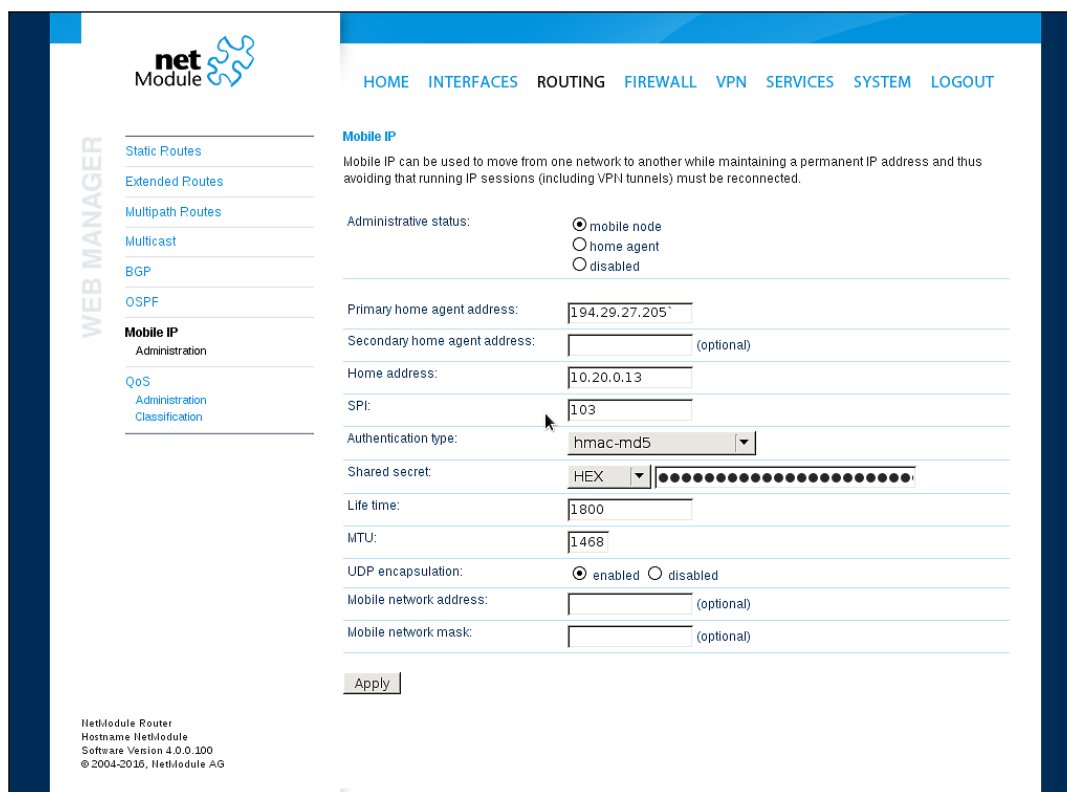 net
Module
HOME INTERFACES ROUTING FIREWALL VPN SERVICES SYSTEM LOGOUT
WEB MANAGER
Static Routes
Extended Routes
Multipath Routes
Multicast
BGP
OSPF
Mobile IP
Administration
QoS
Administration
Classification
Mobile IP
Mobile IP can be used to move from one network to another while maintaining a permanent IP address and thus
avoiding that running IP sessions (including VPN tunnels) must be reconnected.
Administrative status:
mobile node
home agent
disabled
Primary home agent address: 194.29.27.205`
Secondary home agent address: (optional)
Home address: 10.20.0.13
SPI: 103
Authentication type: hmac-md5
Shared secret: HEX ●●●●●●●●●●●●●●●●●●●●●●
Life time: 1800
MTU: 1468
UDP encapsulation: enabled disabled
Mobile network address: (optional)
Mobile network mask: (optional)
Apply
NetModule Router
Hostname NetModule
Software Version 4.0.0.100
© 2004-2016, NetModule AG